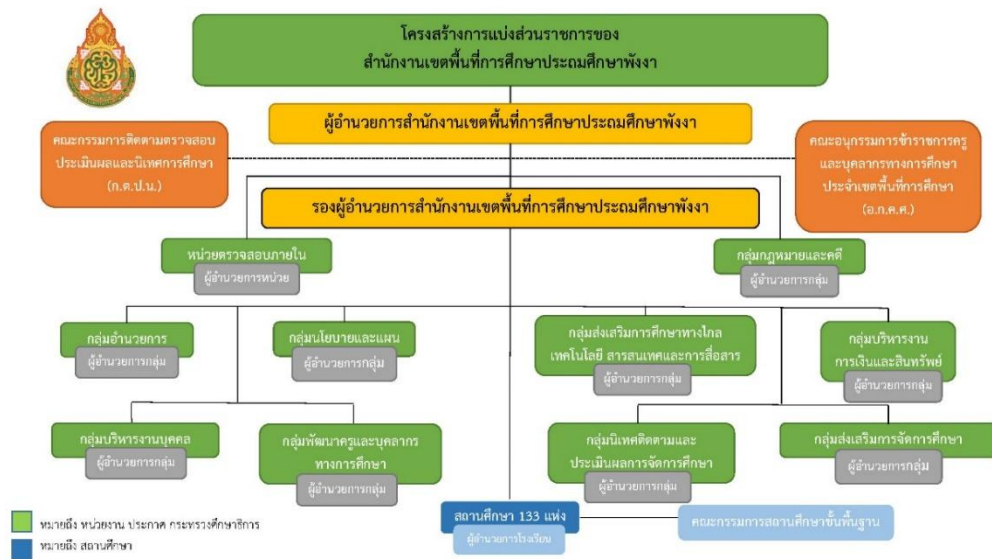 โครงสร้างการแบ่งส่วนราชการของ
สำนักงานเขตพื้นที่การศึกษาประถมศึกษาพังงา
ผู้อำนวยการสำนักงานเขตพื้นที่การศึกษาประถมศึกษาพังงา
คณะกรรมการติดตามตรวจสอบ
ประเมินผลและนิเทศการศึกษา
(ก.ต.ป.น.)
คณะอนุกรรมการข้าราชการครู
และบุคลากรทางการศึกษา
ประจำเขตพื้นที่การศึกษา
(อ.ก.ค.ศ.)
รองผู้อำนวยการสำนักงานเขตพื้นที่การศึกษาประถมศึกษาพังงา
หน่วยตรวจสอบภายใน
ผู้อำนวยการหน่วย
กลุ่มกฎหมายและคดี
ผู้อำนวยการกลุ่ม
กลุ่มอำนวยการ
ผู้อำนวยการกลุ่ม
กลุ่มนโยบายและแผน
ผู้อำนวยการกลุ่ม
กลุ่มส่งเสริมการศึกษาทางไกล
เทคโนโลยี สารสนเทศและการสื่อสาร
ผู้อำนวยการกลุ่ม
กลุ่มบริหารงาน
การเงินและสินทรัพย์
ผู้อำนวยการกลุ่ม
กลุ่มบริหารงานบุคคล
ผู้อำนวยการกลุ่ม
กลุ่มพัฒนาครูและบุคลากร
ทางการศึกษา
ผู้อำนวยการกลุ่ม
กลุ่มนิเทศติดตามและ
ประเมินผลการจัดการศึกษา
ผู้อำนวยการกลุ่ม
กลุ่มส่งเสริมการจัดการศึกษา
ผู้อำนวยการกลุ่ม
สถานศึกษา 133 แห่ง
ผู้อำนวยการโรงเรียน
คณะกรรมการสถานศึกษาขั้นพื้นฐาน
หมายถึง หน่วยงาน ประกาศ กระทรวงศึกษาธิการ
หมายถึง สถานศึกษา